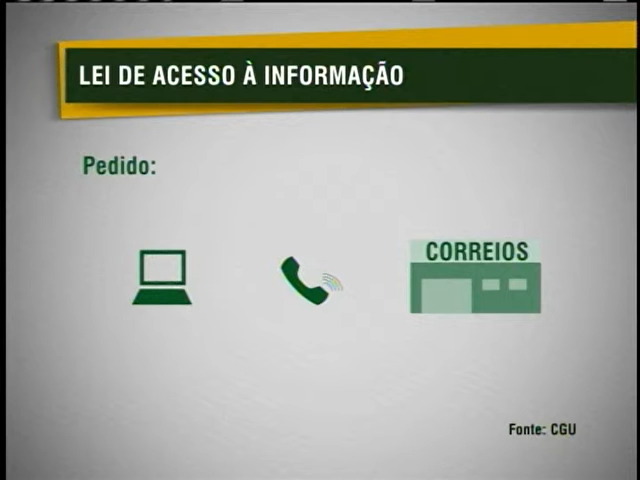 LEI DE ACESSO À INFORMAÇÃO
Pedido:
CORREIOS
Fonte: CGU